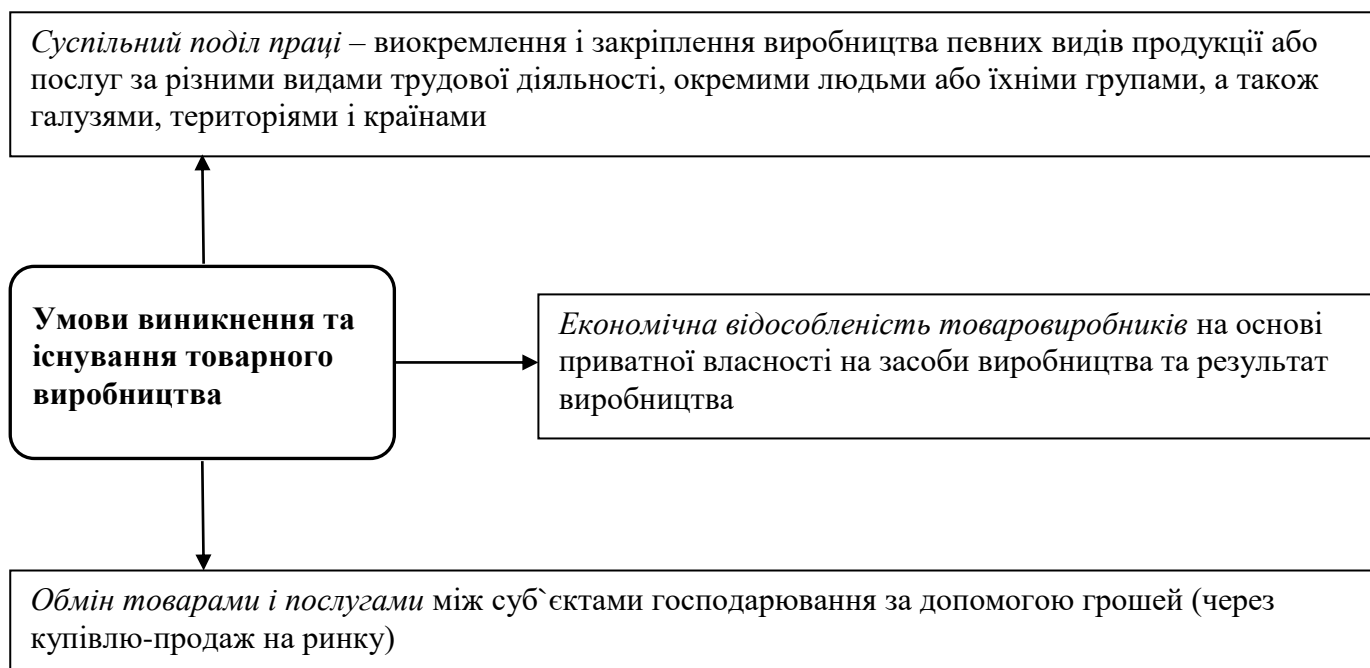 Суспільний поділ праці – виокремлення і закріплення виробництва певних видів продукції або
послуг за різними видами трудової діяльності, окремими людьми або їхніми групами, а також
галузями, територіями і країнами
Умови виникнення та
існування товарного
виробництва
Економічна відособленість товаровиробників на основі
приватної власності на засоби виробництва та результат
виробництва
Обмін товарами і послугами між суб`єктами господарювання за допомогою грошей (через
купівлю-продаж на ринку)